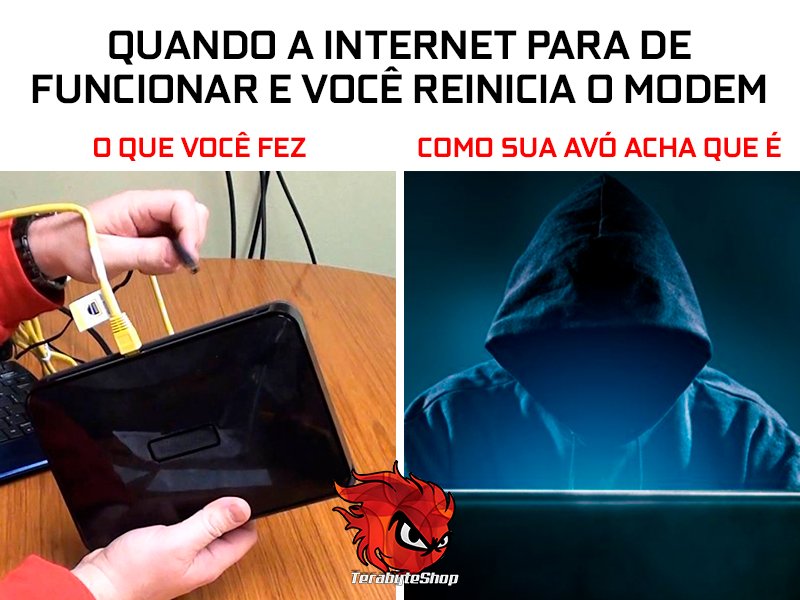 QUANDO A INTERNET PARA DE
FUNCIONAR E VOCÊ REINICIA O MODEM
O QUE VOCÊ FEZ
COMO SUA AVÓ ACHA QUE É
TerabyteShop